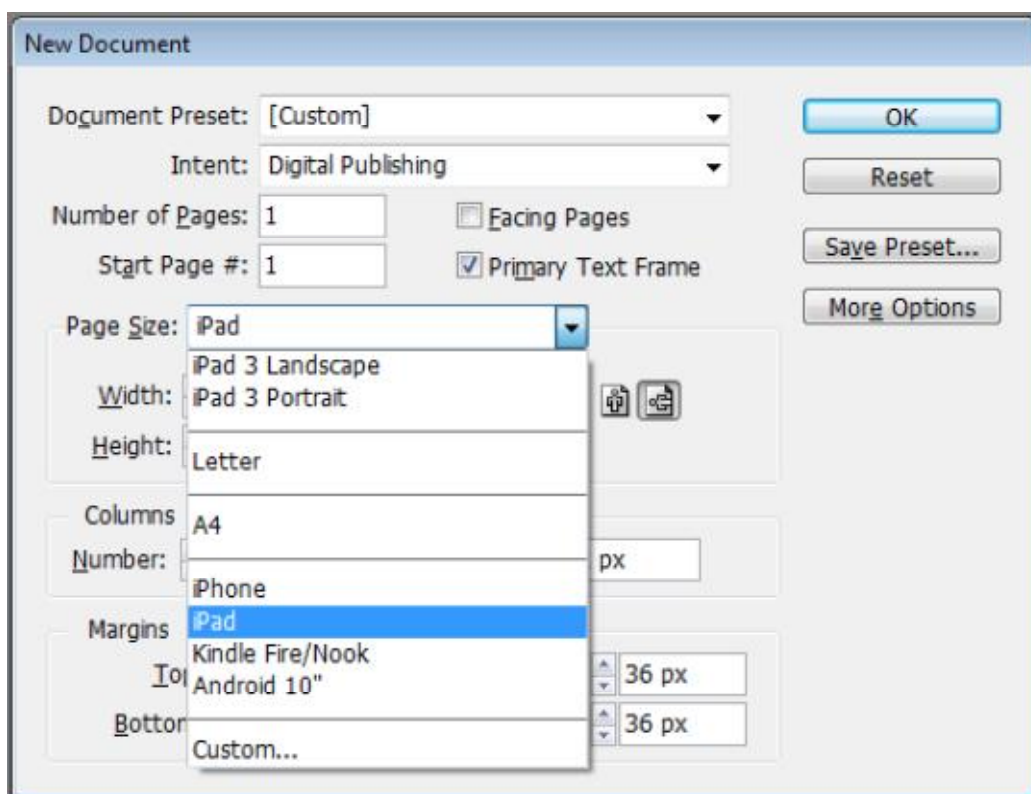 New Document
Document Preset: [Custom]
OK
Intent: Digital Publishing
Reset
Number of Pages: 1
Facing Pages
Save Preset...
Start Page #: 1
Primary Text Frame
More Options
Page Size: iPad
iPad 3 Landscape
Width:
iPad 3 Portrait
Height:
Letter
Columns
A4
Number:
px
iPhone
iPad
Margins
Kindle Fire/Nook
36 px
Android 10"
36 px
Custom...